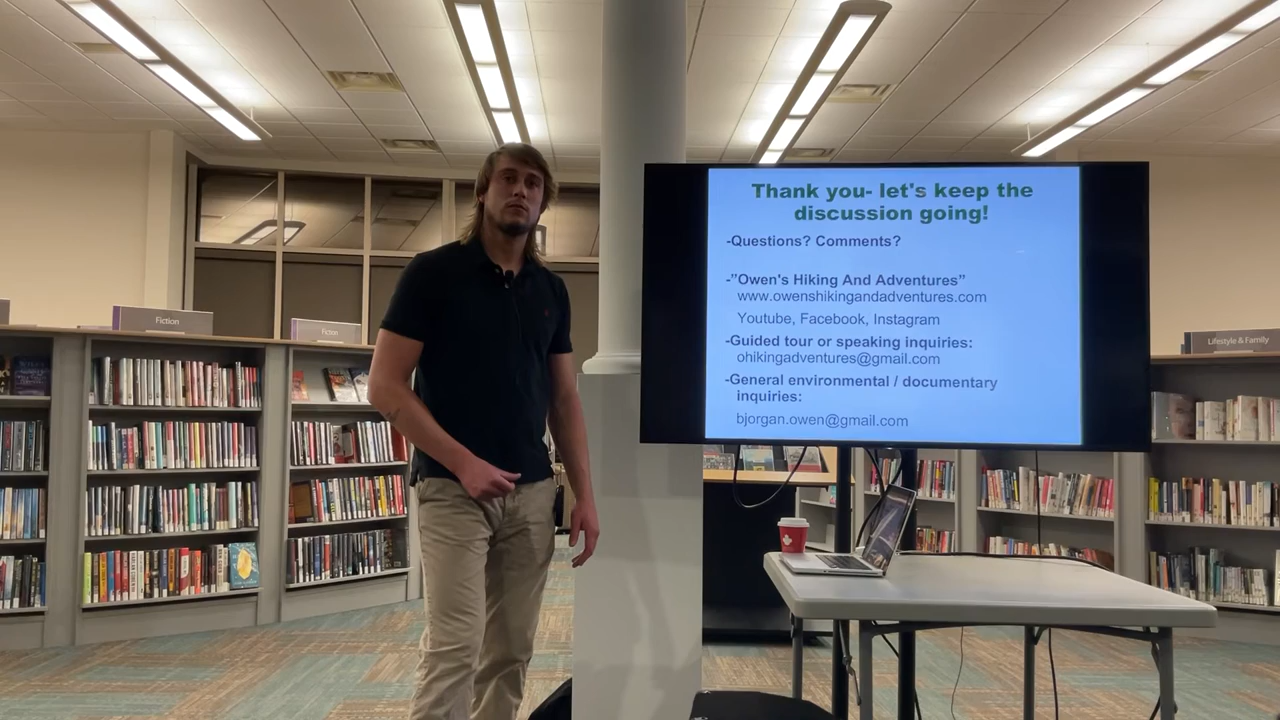 Thank you- let's keep the
discussion going!
-Questions? Comments?
-”Owen's Hiking And Adventures”
www.owenshikingandadventures.com
Youtube, Facebook, Instagram
-Guided tour or speaking inquiries:
ohikingadventures@gmail.com
-General environmental / documentary
inquiries:
bjorgan.owen@gmail.com
Fiction
Fiction
Lifestyle & Family